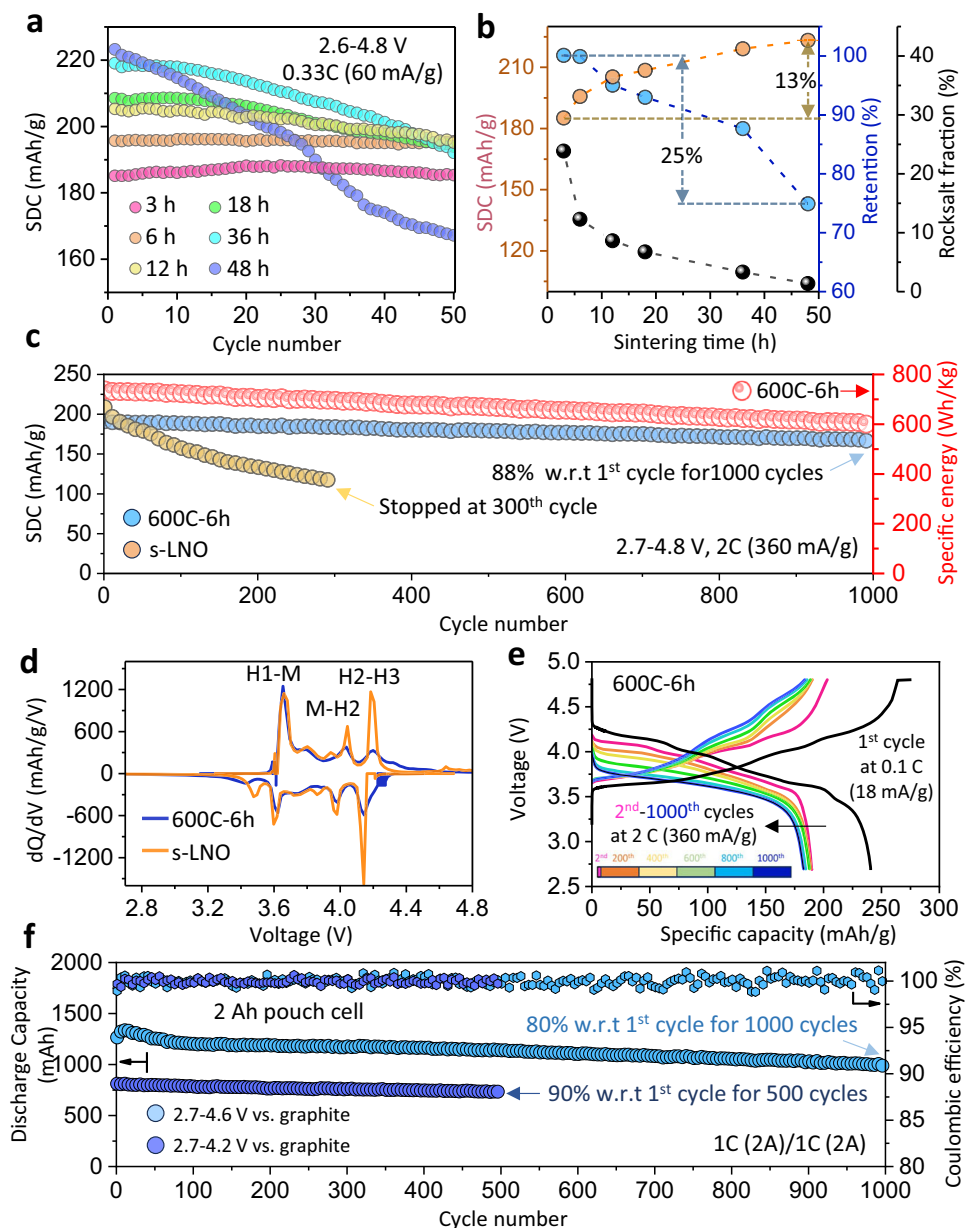 a
2.6-4.8 V
0.33C (60 mA/g)
SDC (mAh/g)
220
200
180
160
3 h
6 h
12 h
18 h
36 h
48 h
0 10 20 30 40 50
Cycle number
b
SDC (mAh/g)
210
180
150
120
25%
13%
100
90
80
70
60
Retention (%)
40
30
20
10
0
Rocksalt fraction (%)
0 10 20 30 40 50
Sintering time (h)
c
SDC (mAh/g)
250
200
150
100
50
0
600C-6h
88% w.r.t 1st cycle for1000 cycles
Stopped at 300th cycle
600C-6h
s-LNO
2.7-4.8 V, 2C (360 mA/g)
800
600
400
200
0
Specific energy (Wh/Kg)
0 200 400 600 800 1000
Cycle number
d
H1-M
M-H2
H2-H3
dQ/dV (mAh/g/V)
1200
600
0
-600
-1200
600C-6h
s-LNO
2.8 3.2 3.6 4.0 4.4 4.8
Voltage (V)
e
600C-6h
Voltage (V)
5.0
4.5
4.0
3.5
3.0
2.5
1st cycle
at 0.1 C
(18 mA/g)
2nd-1000th cycles
at 2 C (360 mA/g)
2nd 200th 400th 600th 800th 1000th
0 50 100 150 200 250 300
Specific capacity (mAh/g)
f
Discharge Capacity
(mAh)
2000
1500
1000
500
0
2 Ah pouch cell
80% w.r.t 1st cycle for 1000 cycles
90% w.r.t 1st cycle for 500 cycles
2.7-4.6 V vs. graphite
2.7-4.2 V vs. graphite
1C (2A)/1C (2A)
100
95
90
85
80
Coulombic efficiency (%)
0 100 200 300 400 500 600 700 800 900 1000
Cycle number